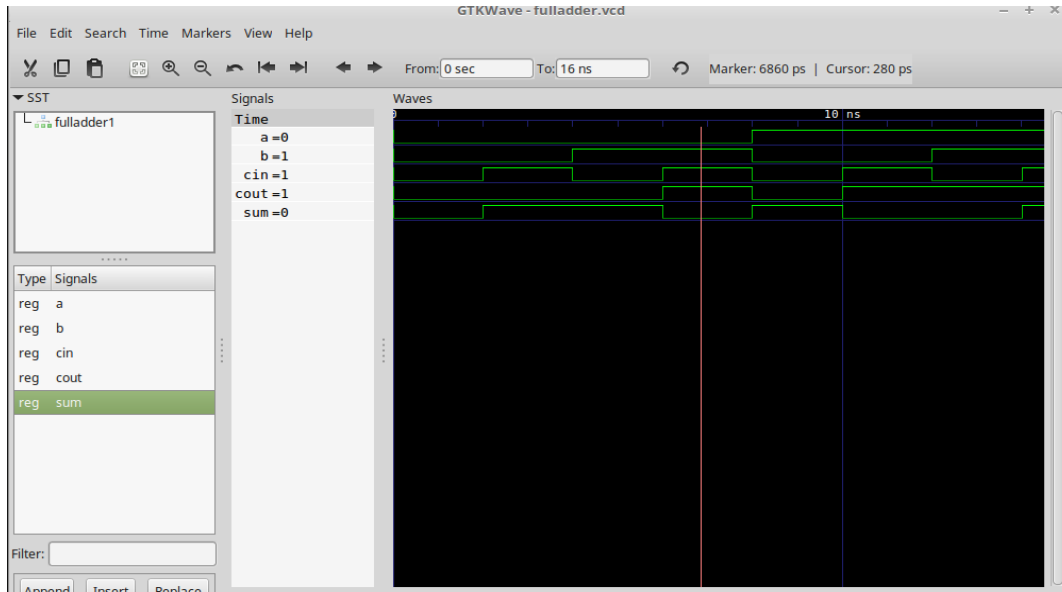 GTKWave - fulladder.vcd
File Edit Search Time Markers View Help
From: 0 sec To: 16 ns Marker: 6860 ps | Cursor: 280 ps
SST
fulladder1
Type Signals
reg a
reg b
reg cin
reg cout
reg sum
Filter:
Append Insert Replace
Signals
Time
a=0
b=1
cin=1
cout=1
sum=0
Waves
0 10 ns